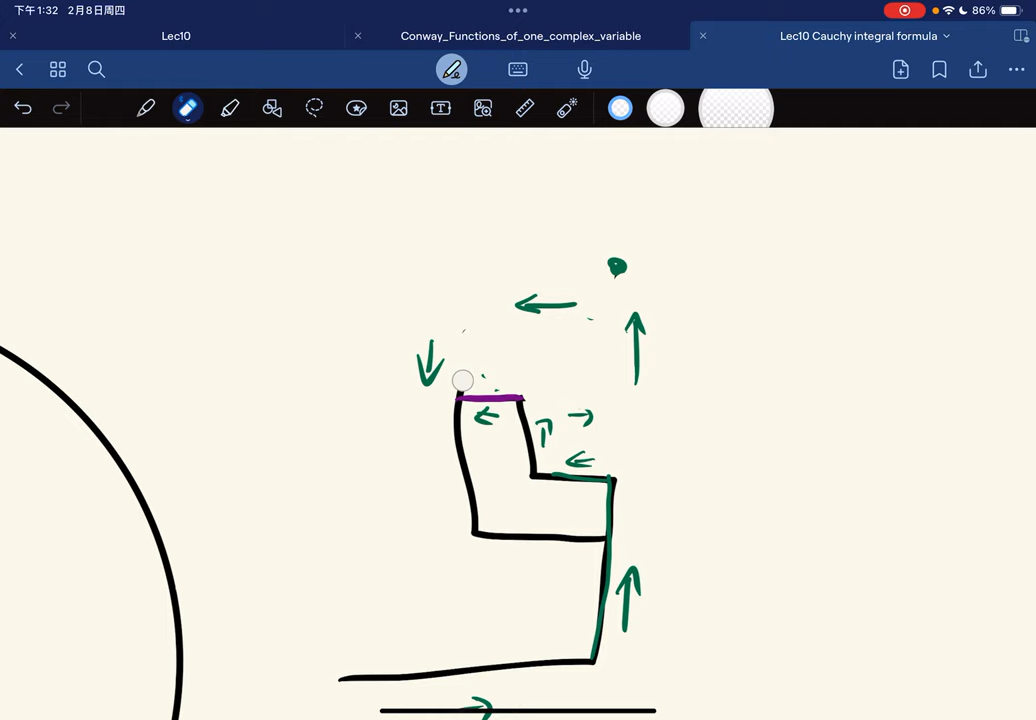 下午1:32 2月8日周四
86%
Lec10
Conway_Functions_of_one_complex_variable
Lec10 Cauchy integral formula